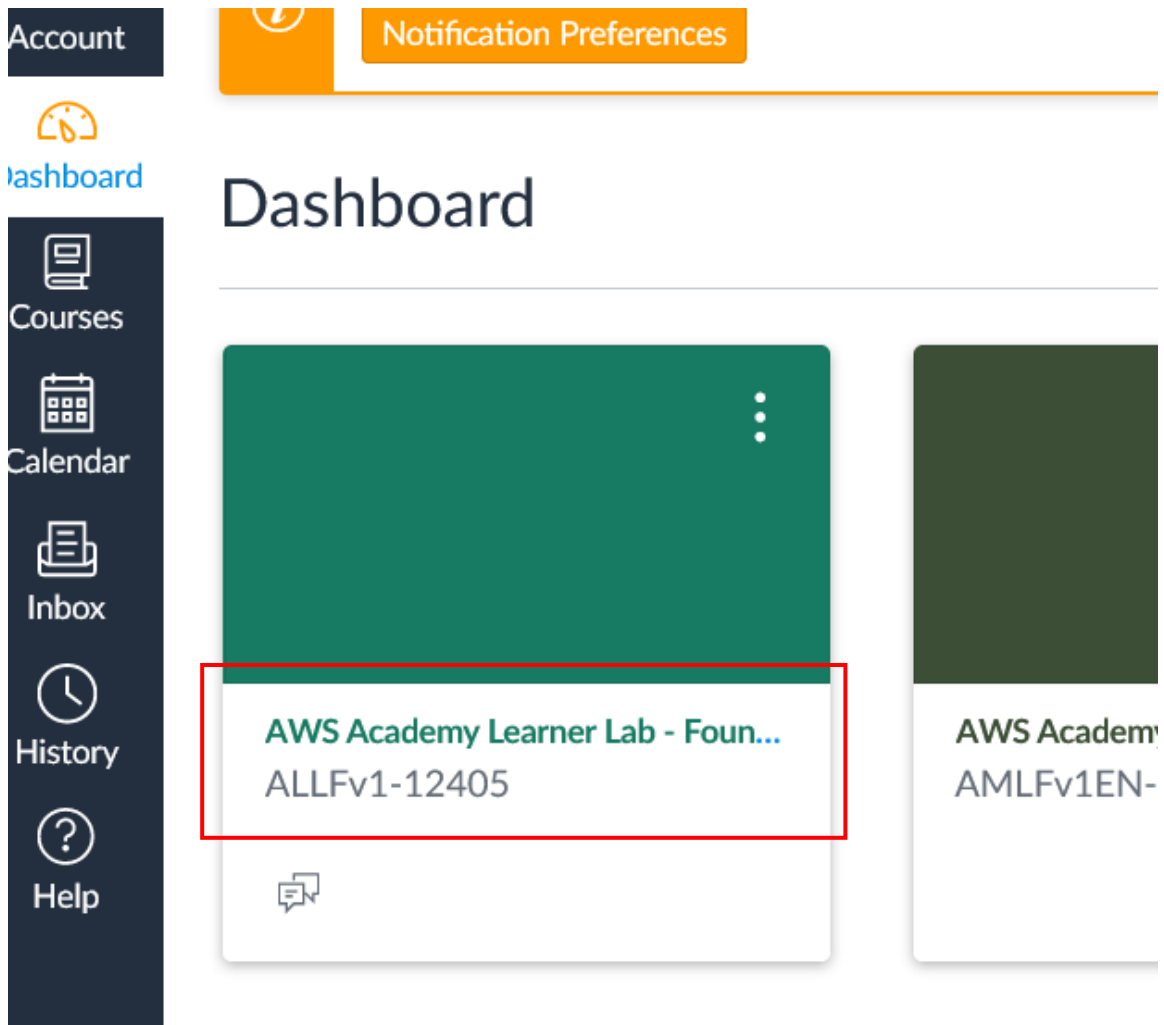 Account
Dashboard
Courses
Calendar
Inbox
History
Help
Notification Preferences
Dashboard
AWS Academy Learner Lab - Foun...
ALLFv1-12405
AWS Academy
AMLFv1EN-